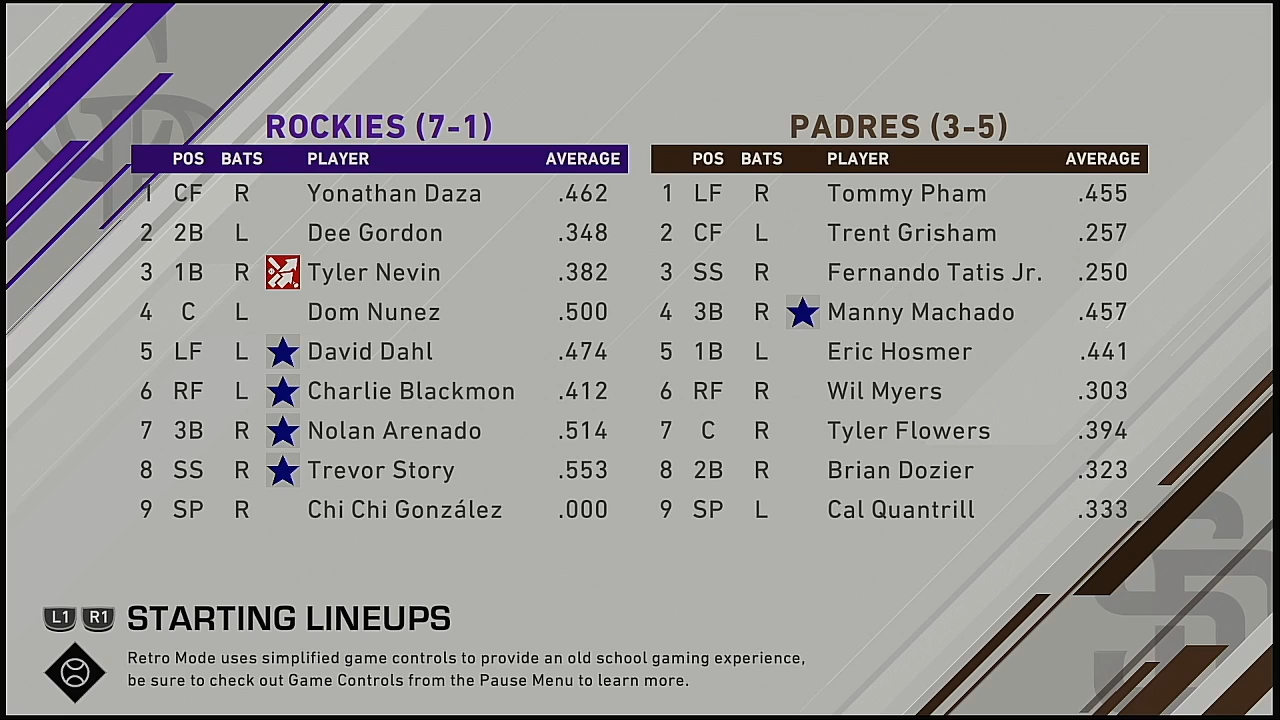 ROCKIES (7-1)
POS BATS PLAYER AVERAGE
1 CF R Yonathan Daza .462
2 2B L Dee Gordon .348
3 1B R Tyler Nevin .382
4 C L Dom Nunez .500
5 LF L David Dahl .474
6 RF L Charlie Blackmon .412
7 3B R Nolan Arenado .514
8 SS R Trevor Story .553
9 SP R Chi Chi González .000
PADRES (3-5)
POS BATS PLAYER AVERAGE
1 LF R Tommy Pham .455
2 CF L Trent Grisham .257
3 SS R Fernando Tatis Jr. .250
4 3B R Manny Machado .457
5 1B L Eric Hosmer .441
6 RF R Wil Myers .303
7 C R Tyler Flowers .394
8 2B R Brian Dozier .323
9 SP L Cal Quantrill .333
L1 R1 STARTING LINEUPS
Retro Mode uses simplified game controls to provide an old school gaming experience,
be sure to check out Game Controls from the Pause Menu to learn more.